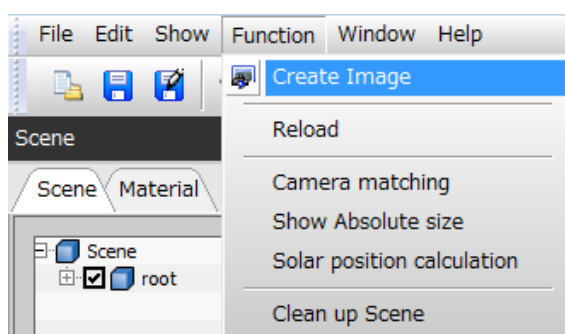 File Edit Show Function Window Help
Create Image
Reload
Camera matching
Show Absolute size
Solar position calculation
Clean up Scene
Scene
Scene Material
Scene
root